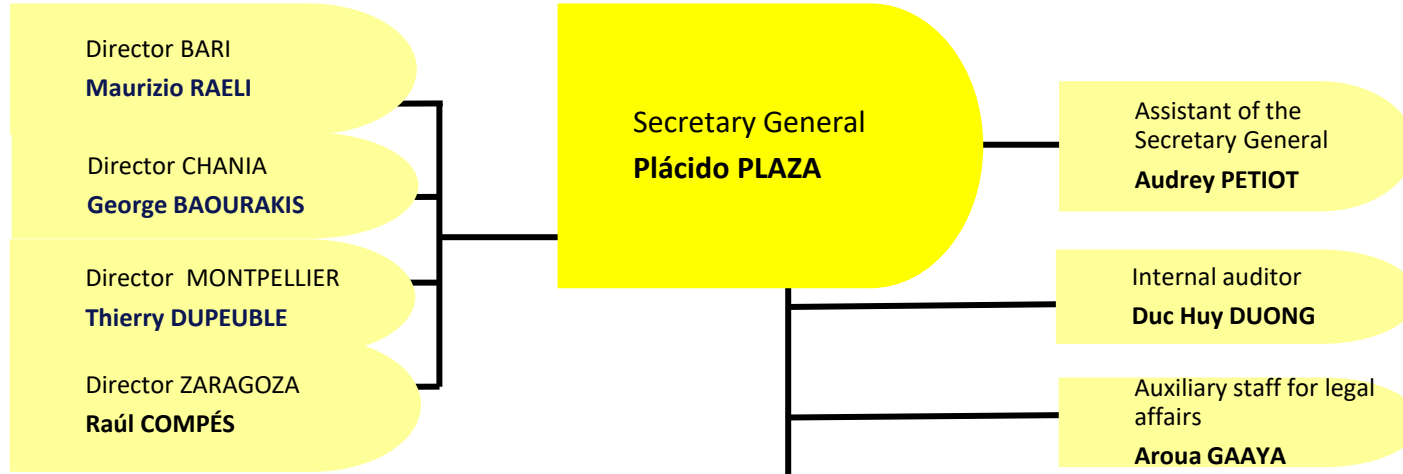 Director BARI
Maurizio RAELI
Director CHANIA
George BAOURAKIS
Director MONTPELLIER
Thierry DUPEUBLE
Director ZARAGOZA
Raúl COMPÉS
Secretary General
Plácido PLAZA
Assistant of the
Secretary General
Audrey PETIOT
Internal auditor
Duc Huy DUONG
Auxiliary staff for legal
affairs
Aroua GAAYA